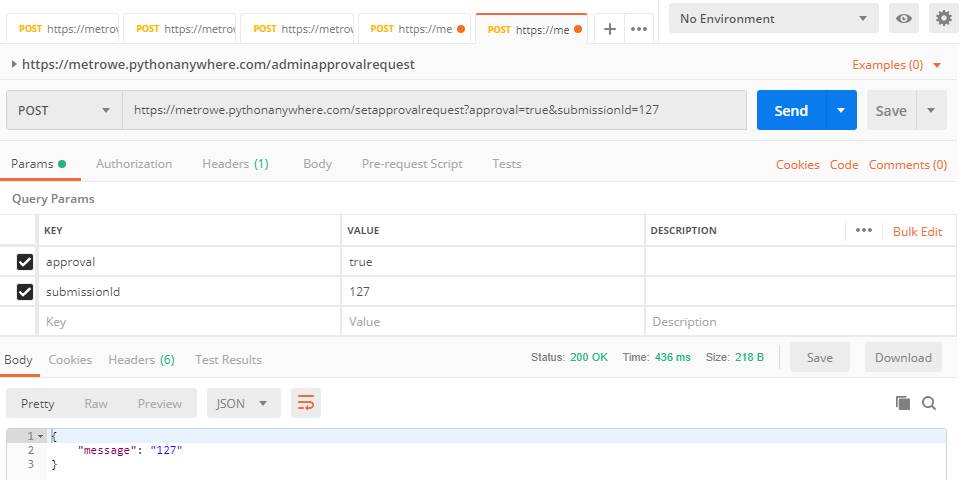 POST https://metrow POST https://metrow POST https://metrow POST https://me POST https://me No Environment
https://metrowe.pythonanywhere.com/adminapprovalrequest Examples (0)
POST https://metrowe.pythonanywhere.com/setapprovalrequest?approval=true&submissionId=127 Send Save
Params Authorization Headers (1) Body Pre-request Script Tests Cookies Code Comments (0)
Query Params
KEY VALUE DESCRIPTION Bulk Edit
approval true
submissionId 127
Key Value Description
Body Cookies Headers (6) Test Results Status: 200 OK Time: 436 ms Size: 218 B Save Download
Pretty Raw Preview JSON
1 {
2 "message": "127"
3 }